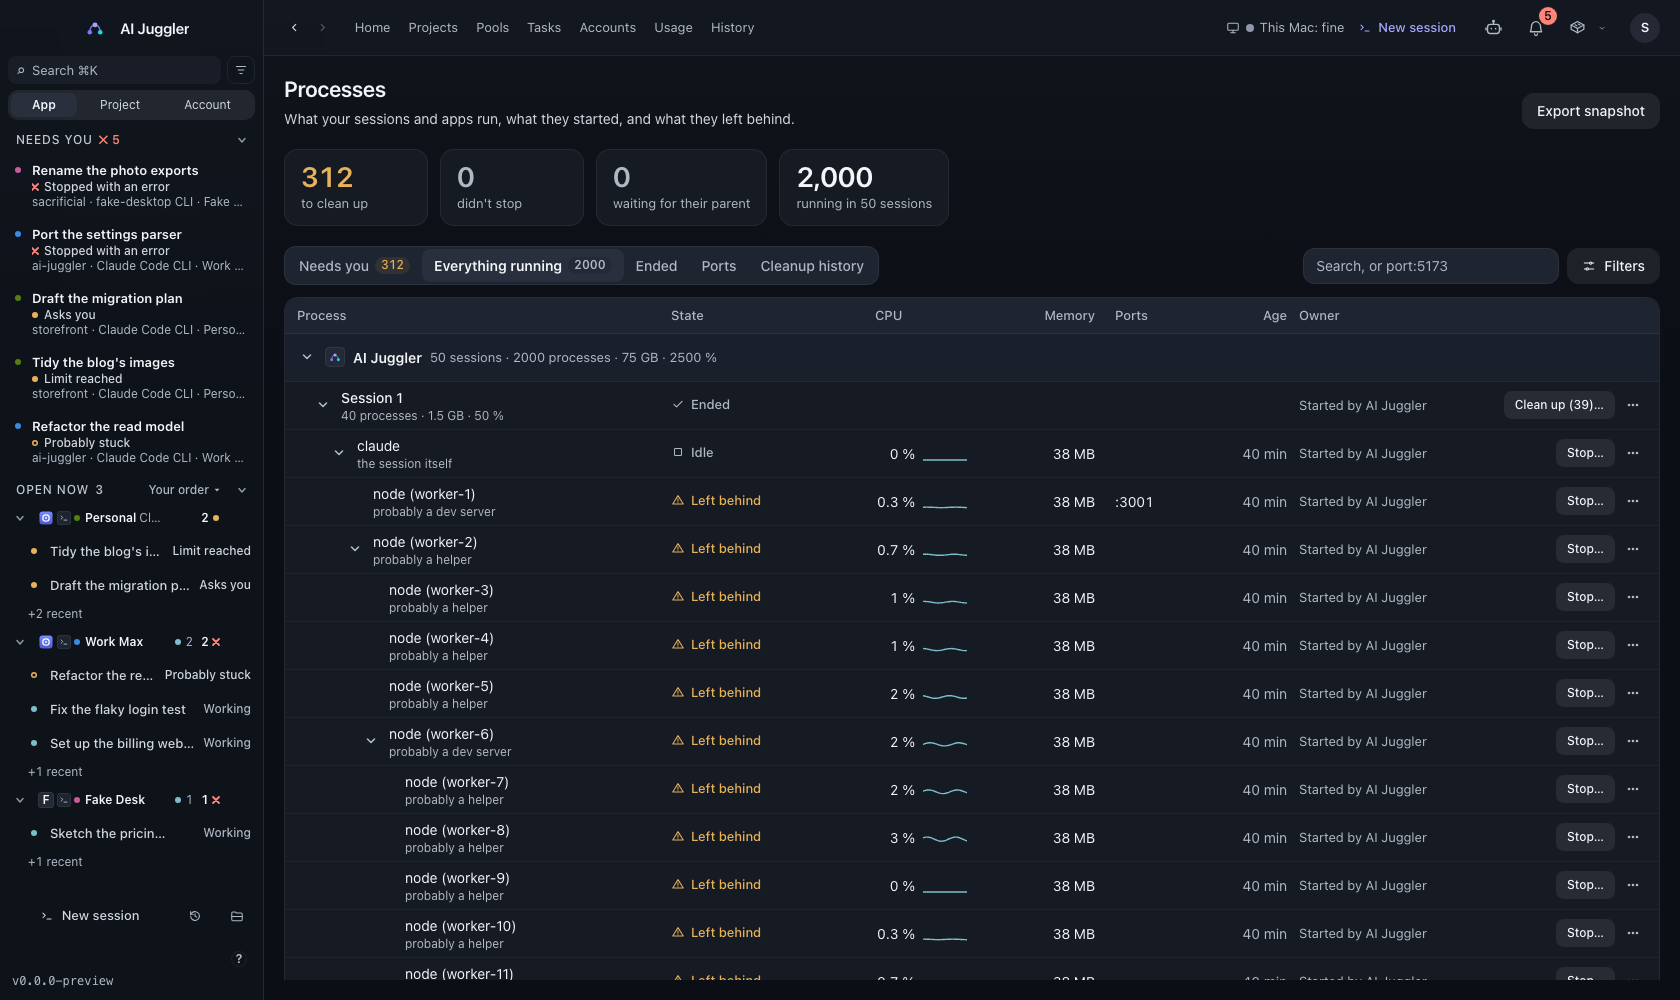 AI Juggler
Search ⌘K
App Project Account
NEEDS YOU 5
Rename the photo exports
Stopped with an error
sacrificial · fake-desktop CLI · Fake ...
Port the settings parser
Stopped with an error
ai-juggler · Claude Code CLI · Work ...
Draft the migration plan
Asks you
storefront · Claude Code CLI · Perso...
Tidy the blog's images
Limit reached
storefront · Claude Code CLI · Perso...
Refactor the read model
Probably stuck
ai-juggler · Claude Code CLI · Work ...
OPEN NOW 3 Your order
Personal Cl... 2
Tidy the blog's i... Limit reached
Draft the migration p... Asks you
+2 recent
Work Max 2 2
Refactor the re... Probably stuck
Fix the flaky login test Working
Set up the billing web... Working
+1 recent
F Fake Desk 1 1
Sketch the pricin... Working
+1 recent
New session
?
v0.0.0-preview
Home Projects Pools Tasks Accounts Usage History
This Mac: fine New session 5 S
Processes
What your sessions and apps run, what they started, and what they left behind.
Export snapshot
312 to clean up
0 didn't stop
0 waiting for their parent
2,000 running in 50 sessions
Needs you 312 Everything running 2000 Ended Ports Cleanup history
Search, or port:5173 Filters
Process State CPU Memory Ports Age Owner
AI Juggler 50 sessions · 2000 processes · 75 GB · 2500 %
Session 1 Ended Started by AI Juggler Clean up (39)...
40 processes · 1.5 GB · 50 %
claude Idle 0 % 38 MB 40 min Started by AI Juggler Stop...
the session itself
node (worker-1) Left behind 0.3 % 38 MB :3001 40 min Started by AI Juggler Stop...
probably a dev server
node (worker-2) Left behind 0.7 % 38 MB 40 min Started by AI Juggler Stop...
probably a helper
node (worker-3) Left behind 1 % 38 MB 40 min Started by AI Juggler Stop...
probably a helper
node (worker-4) Left behind 1 % 38 MB 40 min Started by AI Juggler Stop...
probably a helper
node (worker-5) Left behind 2 % 38 MB 40 min Started by AI Juggler Stop...
probably a helper
node (worker-6) Left behind 2 % 38 MB 40 min Started by AI Juggler Stop...
probably a dev server
node (worker-7) Left behind 2 % 38 MB 40 min Started by AI Juggler Stop...
probably a helper
node (worker-8) Left behind 3 % 38 MB 40 min Started by AI Juggler Stop...
probably a helper
node (worker-9) Left behind 0 % 38 MB 40 min Started by AI Juggler Stop...
probably a helper
node (worker-10) Left behind 0.3 % 38 MB 40 min Started by AI Juggler Stop...
probably a helper
node (worker-11)